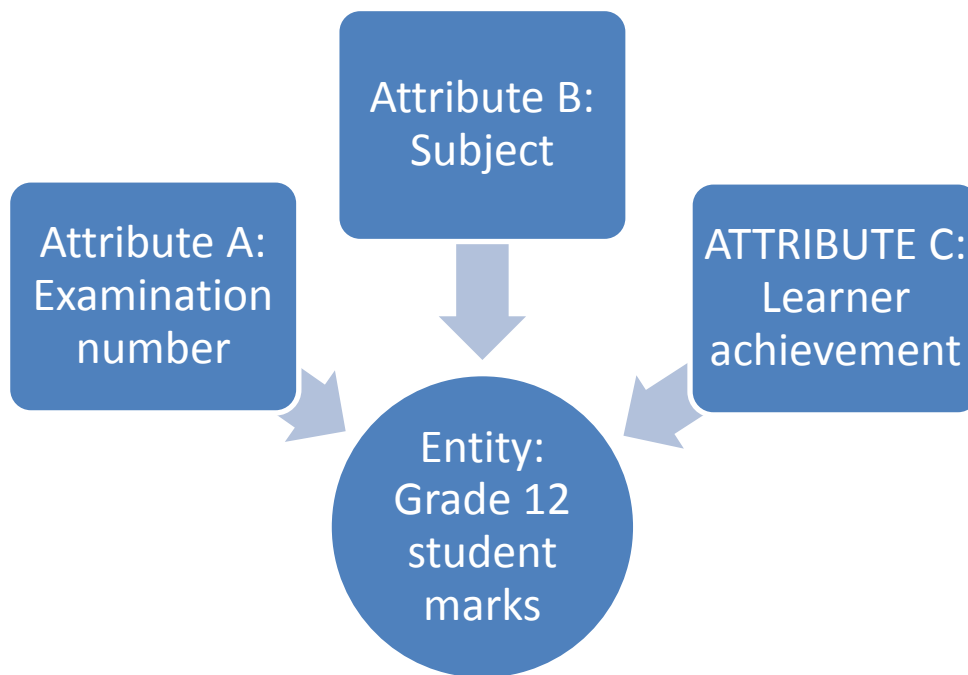 Attribute B:
Subject
Attribute A:
Examination
number
ATTRIBUTE C:
Learner
achievement
Entity:
Grade 12
student
marks